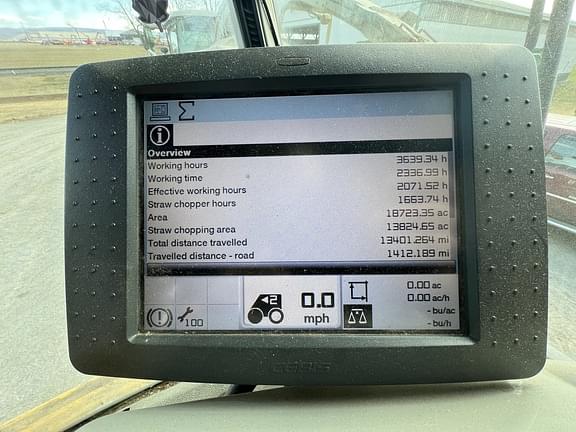 Overview
Working hours 3639.34 h
Working time 2336.99 h
Effective working hours 2071.52 h
Straw chopper hours 1663.74 h
Area 18723.35 ac
Straw chopping area 13824.65 ac
Total distance travelled 13401.264 mi
Travelled distance - road 1412.189 mi
100
2
0.0
mph
0.00 ac
0.00 ac/h
- bu/ac
- bu/h
CEBIS